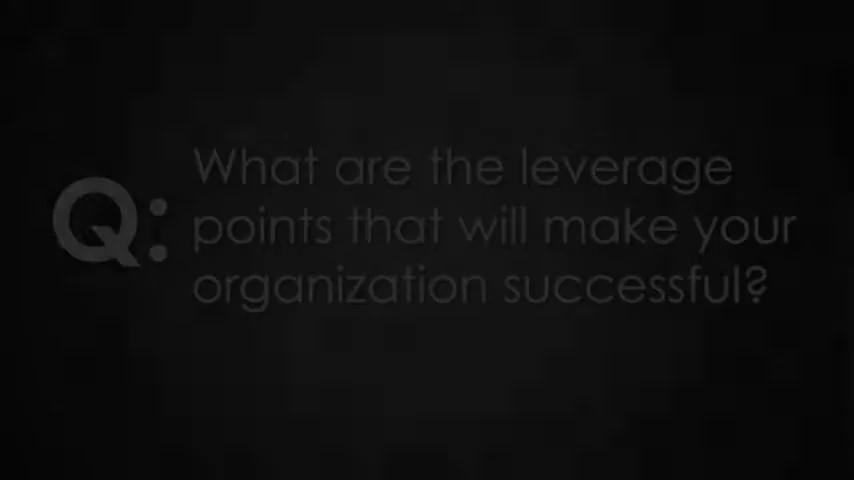 Q: What are the leverage
points that will make your
organization successful?